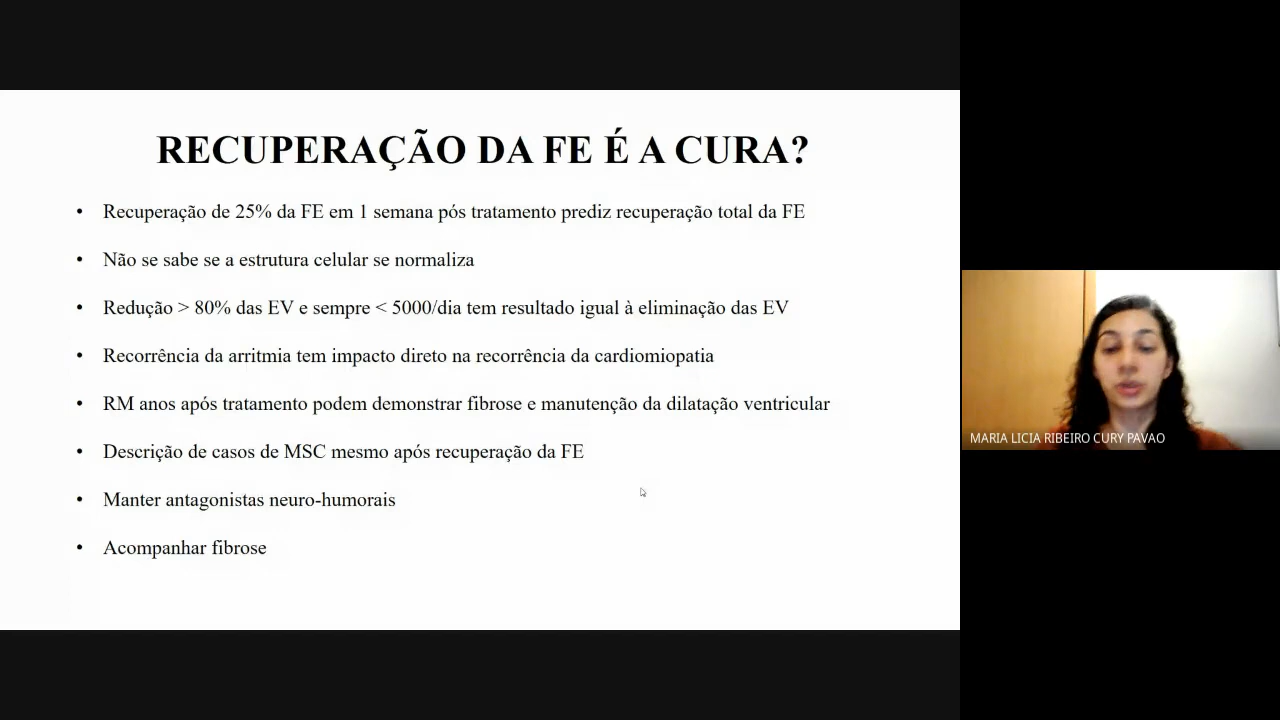 RECUPERAÇÃO DA FE É A CURA?
• Recuperação de 25% da FE em 1 semana pós tratamento prediz recuperação total da FE
• Não se sabe se a estrutura celular se normaliza
• Redução > 80% das EV e sempre < 5000/dia tem resultado igual à eliminação das EV
• Recorrência da arritmia tem impacto direto na recorrência da cardiomiopatia
• RM anos após tratamento podem demonstrar fibrose e manutenção da dilatação ventricular
• Descrição de casos de MSC mesmo após recuperação da FE
• Manter antagonistas neuro-humorais
• Acompanhar fibrose
MARIA LICIA RIBEIRO CURY PAVAO